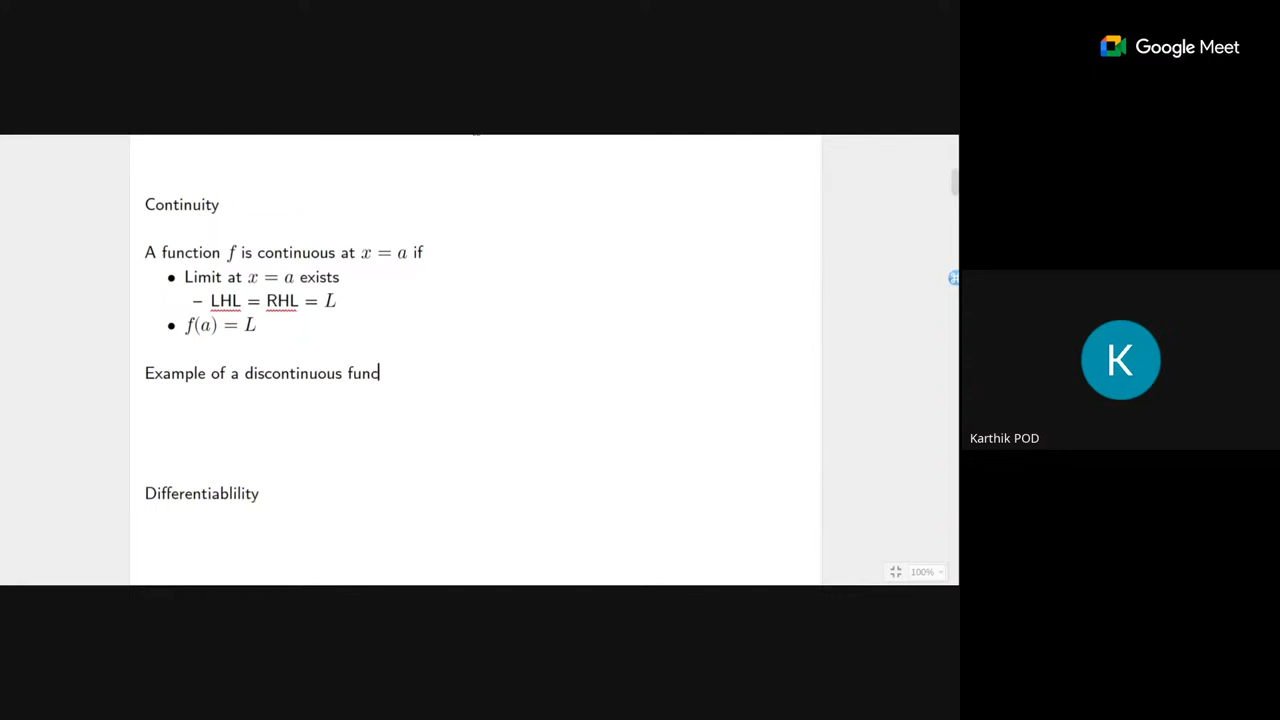 Google Meet
Continuity
A function f is continuous at x = a if
• Limit at x = a exists
– LHL = RHL = L
• f(a) = L
Example of a discontinuous func
Differentiablility
100%
K
Karthik POD